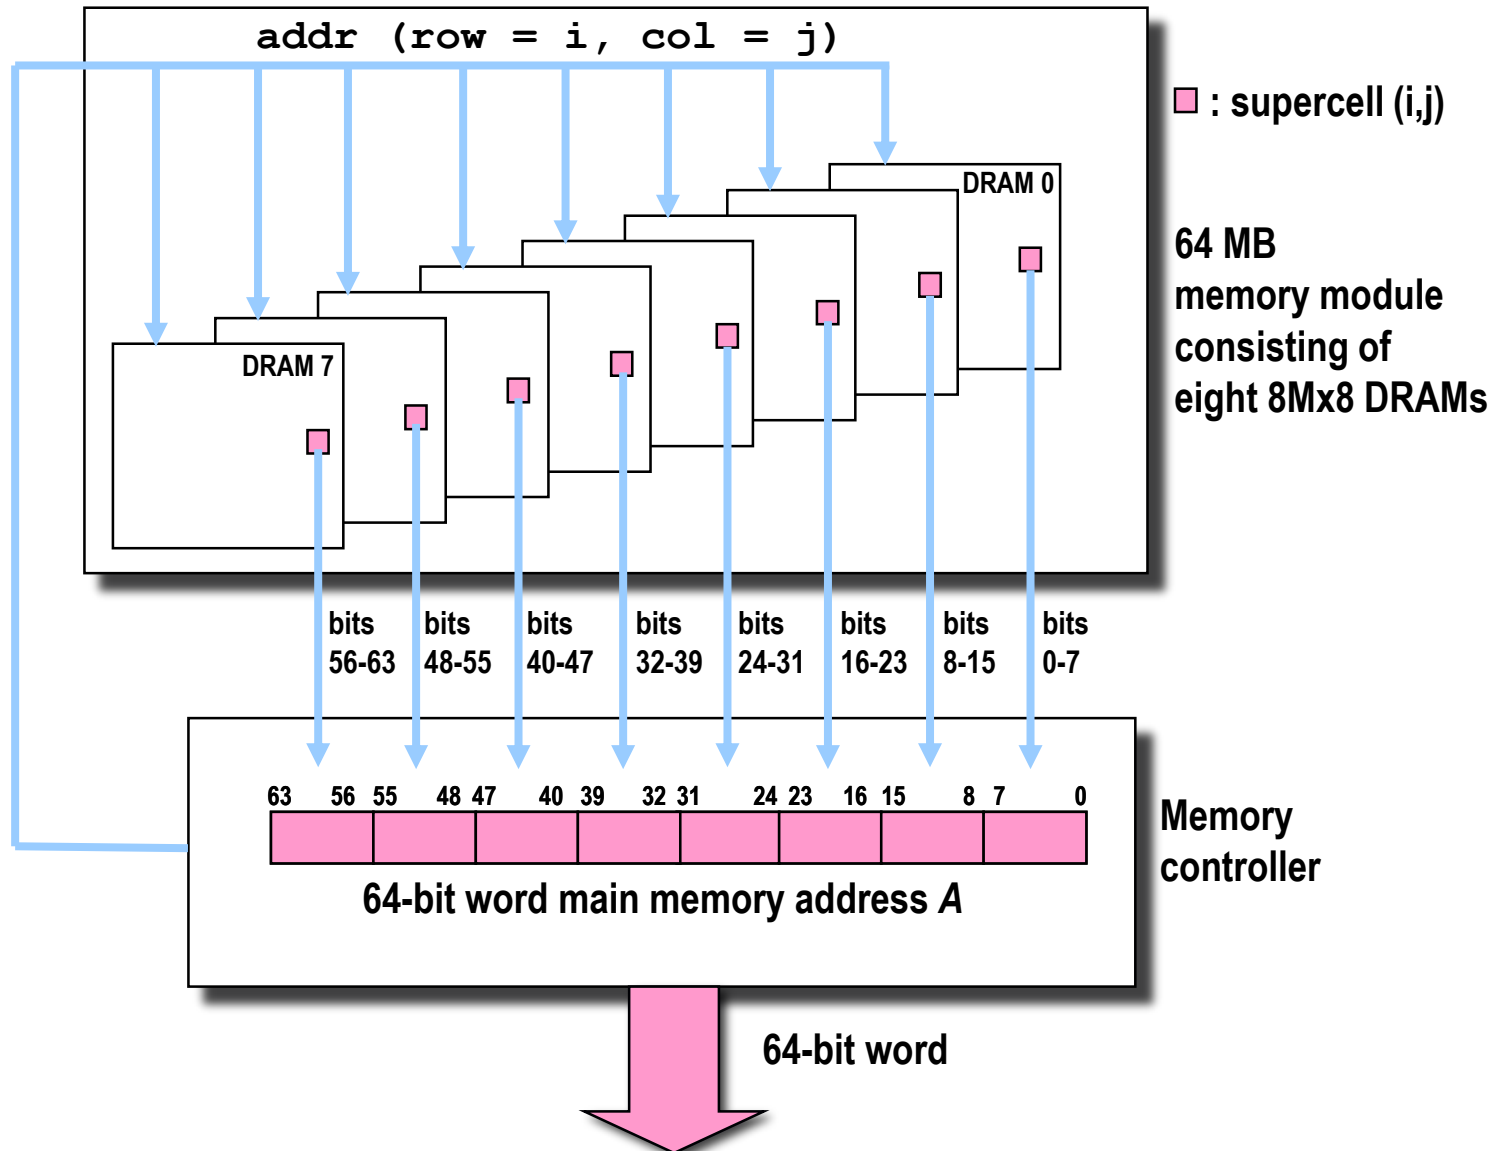 addr (row = i, col = j)
: supercell (i,j)
DRAM 0
64 MB
memory module
consisting of
eight 8Mx8 DRAMs
DRAM 7
bits
56-63
bits
48-55
bits
40-47
bits
32-39
bits
24-31
bits
16-23
bits
8-15
bits
0-7
63 56 55 48 47 40 39 32 31 24 23 16 15 8 7 0
64-bit word main memory address A
Memory
controller
64-bit word